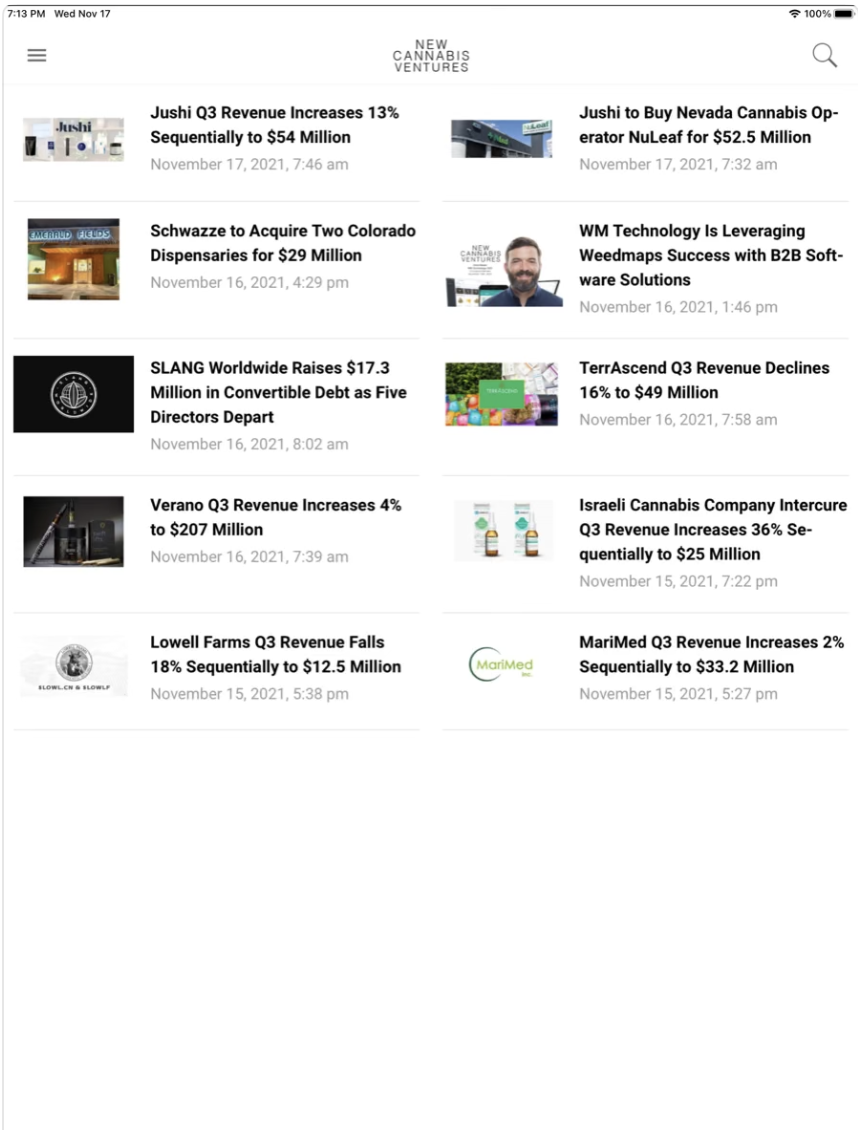 7:13 PM Wed Nov 17
100%
NEW
CANNABIS
VENTURES
Jushi
Jushi Q3 Revenue Increases 13%
Sequentially to $54 Million
November 17, 2021, 7:46 am
NuLeaf
Jushi to Buy Nevada Cannabis Op-
erator NuLeaf for $52.5 Million
November 17, 2021, 7:32 am
EMERALD FIELDS
Schwazze to Acquire Two Colorado
Dispensaries for $29 Million
November 16, 2021, 4:29 pm
NEW
CANNABIS
VENTURES
WM Technology Is Leveraging
Weedmaps Success with B2B Soft-
ware Solutions
November 16, 2021, 1:46 pm
SLANG
WORLDWIDE
SLANG Worldwide Raises $17.3
Million in Convertible Debt as Five
Directors Depart
November 16, 2021, 8:02 am
TERRASCEND
TerrAscend Q3 Revenue Declines
16% to $49 Million
November 16, 2021, 7:58 am
Verano Q3 Revenue Increases 4%
to $207 Million
November 16, 2021, 7:39 am
Israeli Cannabis Company Intercure
Q3 Revenue Increases 36% Se-
quentially to $25 Million
November 15, 2021, 7:22 pm
$LOWL.CN & $LOWLF
Lowell Farms Q3 Revenue Falls
18% Sequentially to $12.5 Million
November 15, 2021, 5:38 pm
MariMed
Inc.
MariMed Q3 Revenue Increases 2%
Sequentially to $33.2 Million
November 15, 2021, 5:27 pm